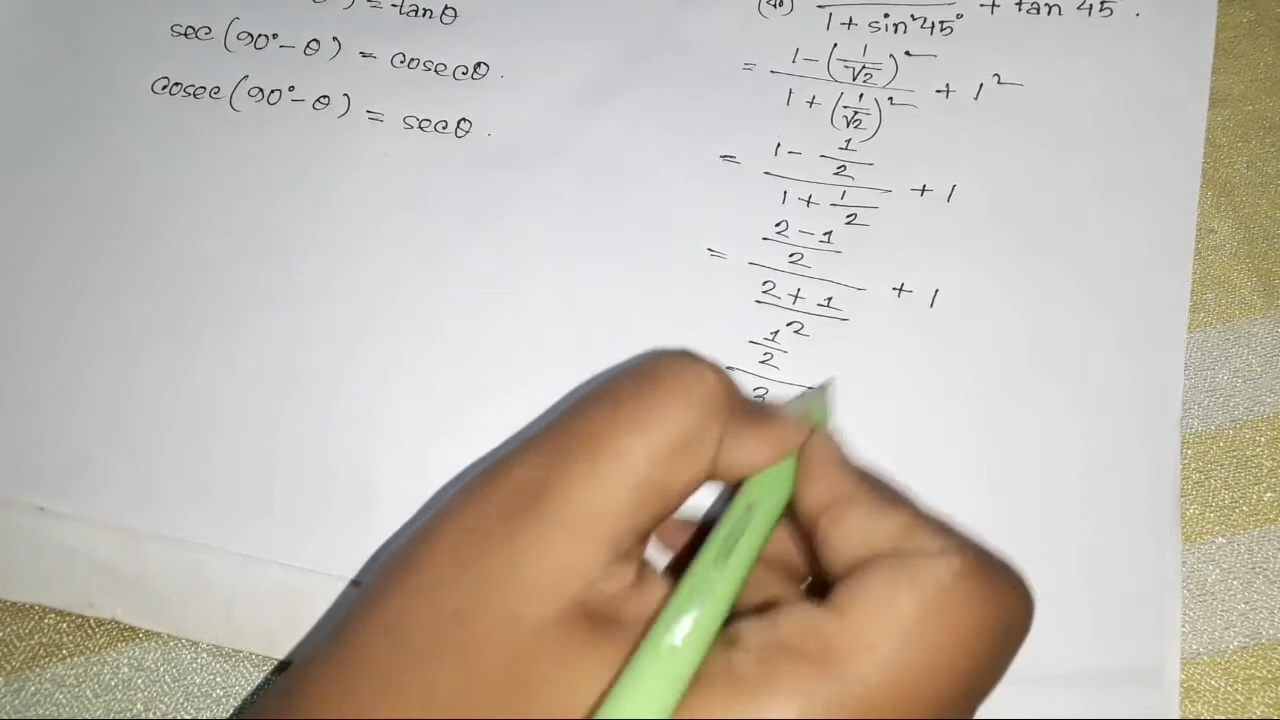 ) = tanθ
sec (90° - θ) = cosecθ.
cosec (90° - θ) = secθ.
1 + sin²45° + tan 45°.
= 1 - (1/√2)² / 1 + (1/√2)² + 1²
= 1 - 1/2 / 1 + 1/2 + 1
= 2 - 1/2 / 2 + 1/2 + 1
1/2 / 3